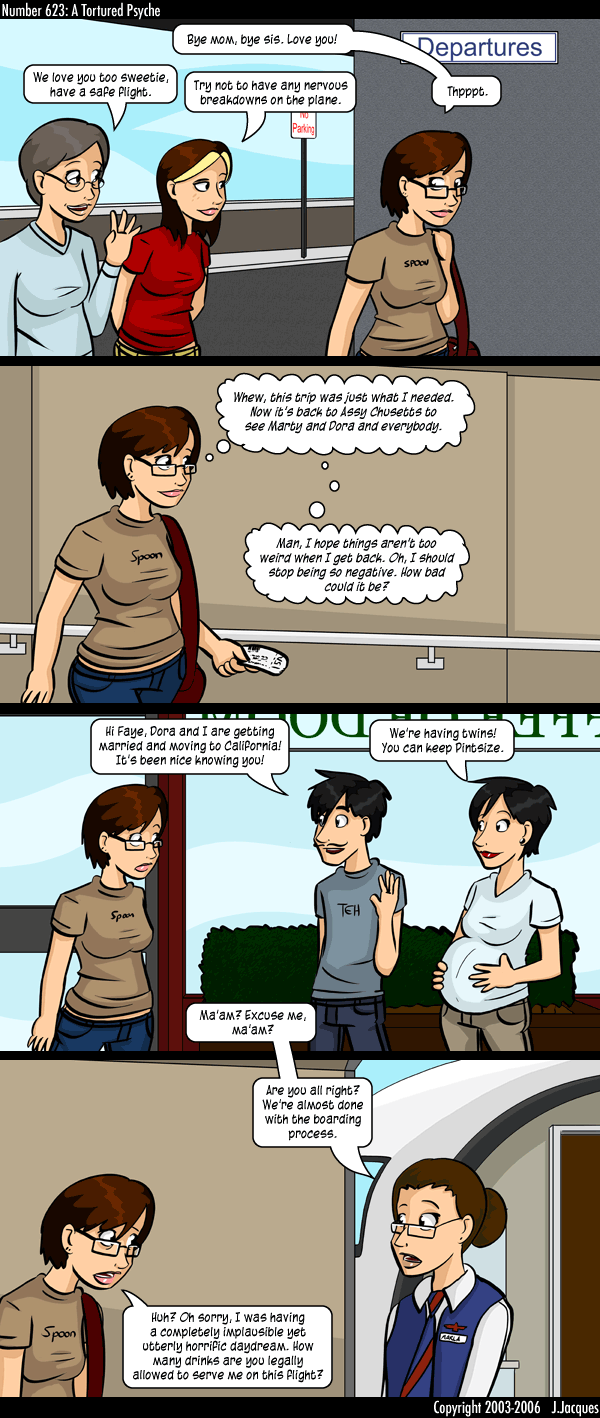 Number 623: A Tortured Psyche
Bye mom, bye sis. Love you!
Departures
We love you too sweetie,
have a safe flight.
Try not to have any nervous
breakdowns on the plane.
Thpppt.
No
Parking
SPOON
Whew, this trip was just what I needed.
Now it's back to Assy Chusetts to
see Marty and Dora and everybody.
Man, I hope things aren't too
weird when I get back. Oh, I should
stop being so negative. How bad
could it be?
Spoon
Hi Faye, Dora and I are getting
married and moving to California!
It's been nice knowing you!
We're having twins!
You can keep Pintsize.
Spoon
TEH
Ma'am? Excuse me,
ma'am?
Are you all right?
We're almost done
with the boarding
process.
Huh? Oh sorry, I was having
a completely implausible yet
utterly horrific daydream. How
many drinks are you legally
allowed to serve me on this flight?
Spoon
Copyright 2003-2006 J.Jacques